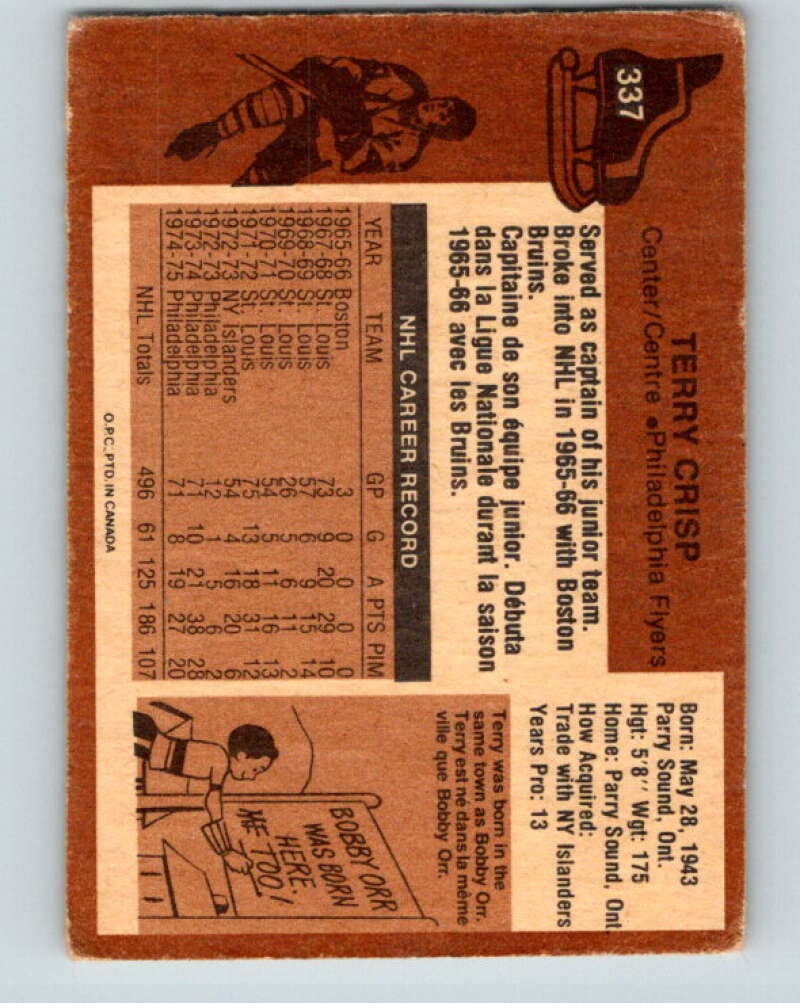 337
TERRY CRISP
Center/Centre • Philadelphia Flyers
Served as captain of his junior team.
Broke into NHL in 1965-66 with Boston
Bruins.
Capitaine de son équipe junior. Débuta
dans la Ligue Nationale durant la saison
1965-66 avec les Bruins.
Born: May 28, 1943
Parry Sound, Ont.
Hgt: 5'8'' Wgt: 175
Home: Parry Sound, Ont.
How Acquired:
Trade with NY Islanders
Years Pro: 13
NHL CAREER RECORD
YEAR TEAM GP G A PTS PIM
1965-66 Boston 3 0 0 0 0
1967-68 St. Louis 73 9 20 29 10
1968-69 St. Louis 57 6 9 15 14
1969-70 St. Louis 26 5 6 11 2
1970-71 St. Louis 54 5 11 16 13
1971-72 St. Louis 75 13 18 31 12
1972-73 NY Islanders 54 4 16 20 6
1972-73 Philadelphia 12 1 5 6 2
1973-74 Philadelphia 71 10 21 38 28
1974-75 Philadelphia 71 8 19 27 20
NHL Totals 496 61 125 186 107
O.P.C. PTD. IN CANADA
Terry was born in the
same town as Bobby Orr.
Terry est né dans la même
ville que Bobby Orr.
BOBBY ORR
WAS BORN
HERE.
ME TOO!